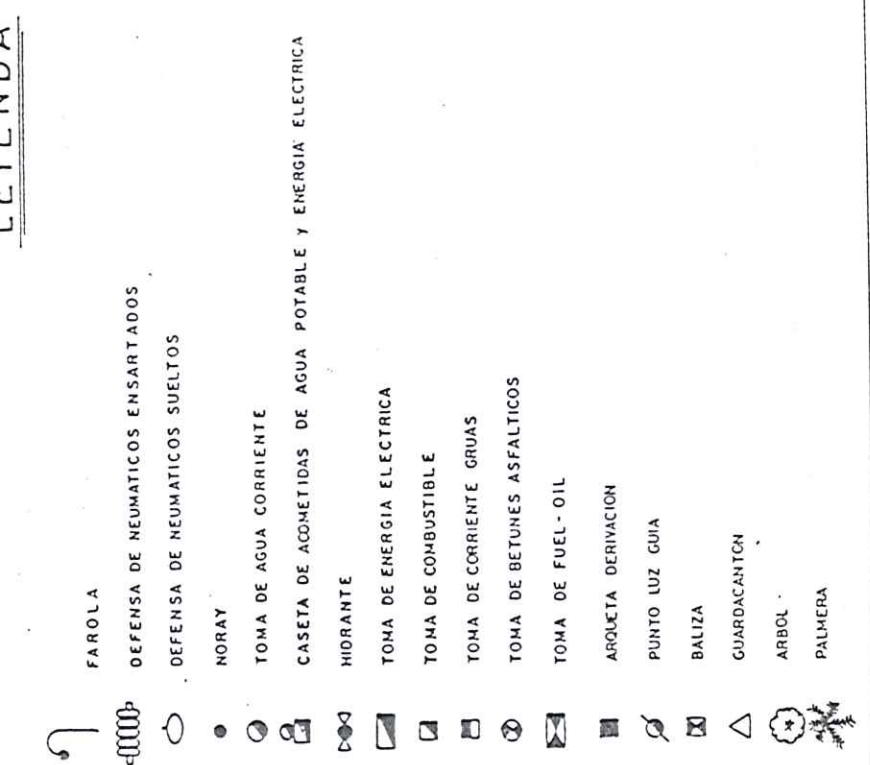 LEYENDA
FAROLA
DEFENSA DE NEUMATICOS ENSARTADOS
DEFENSA DE NEUMATICOS SUELTOS
NORAY
TOMA DE AGUA CORRIENTE
CASETA DE ACOMETIDAS DE AGUA POTABLE y ENERGIA ELECTRICA
HIDRANTE
TOMA DE ENERGIA ELECTRICA
TOMA DE COMBUSTIBLE
TOMA DE CORRIENTE GRUAS
TOMA DE BETUNES ASFALTICOS
TOMA DE FUEL-OIL
ARQUETA DERIVACION
PUNTO LUZ GUIA
BALIZA
GUARDACANTON
ARBOL
PALMERA